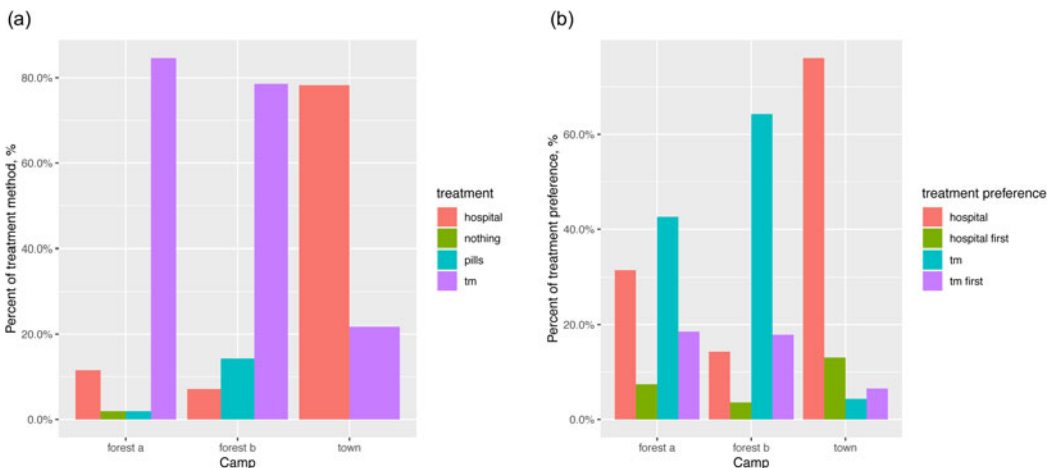 (a)
Percent of treatment method, %
80.0%
60.0%
40.0%
20.0%
0.0%
forest a
forest b
town
Camp
treatment
hospital
nothing
pills
tm
(b)
Percent of treatment preference, %
60.0%
40.0%
20.0%
0.0%
forest a
forest b
town
Camp
treatment preference
hospital
hospital first
tm
tm first